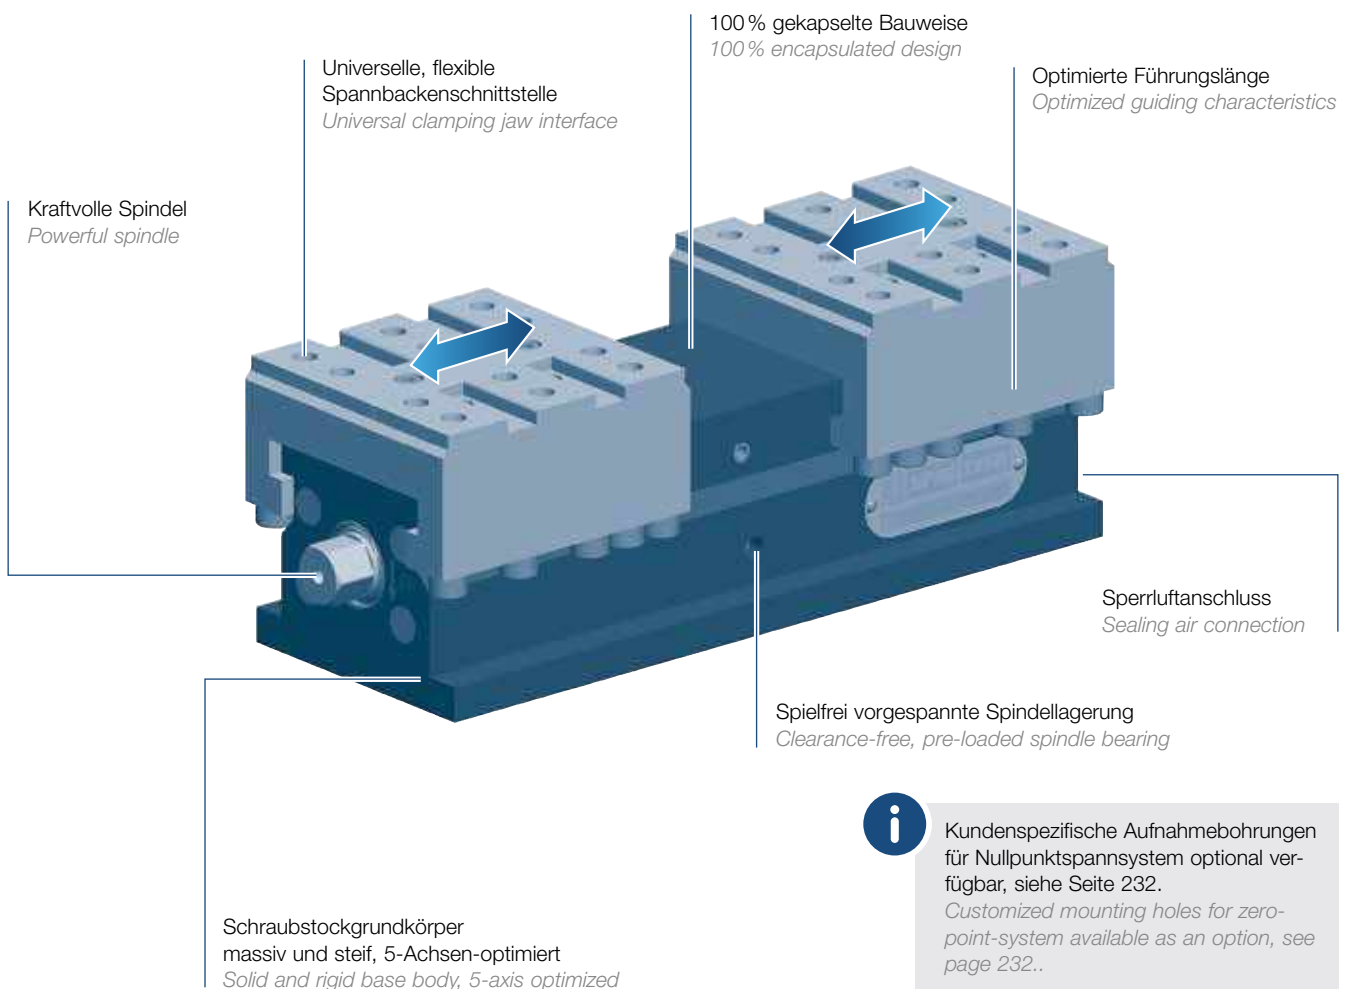 100 % gekapselte Bauweise
100 % encapsulated design
Universelle, flexible
Spannbackenschnittstelle
Universal clamping jaw interface
Optimierte Führungslänge
Optimized guiding characteristics
Kraftvolle Spindel
Powerful spindle
Sperrluftanschluss
Sealing air connection
Spielfrei vorgespannte Spindellagerung
Clearance-free, pre-loaded spindle bearing
i
Kundenspezifische Aufnahmebohrungen
für Nullpunktspannsystem optional ver-
fügbar, siehe Seite 232.
Customized mounting holes for zero-
point-system available as an option, see
page 232..
Schraubstockgrundkörper
massiv und steif, 5-Achsen-optimiert
Solid and rigid base body, 5-axis optimized